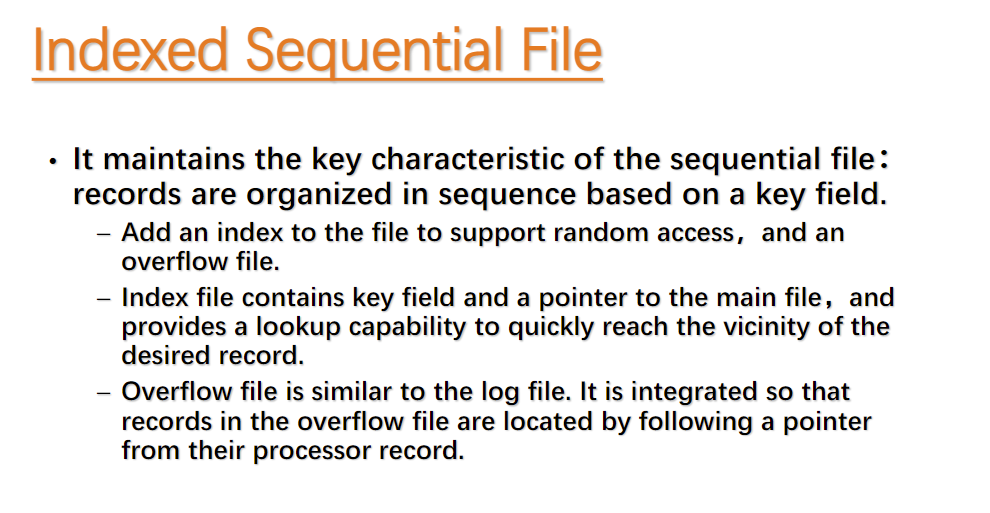 Indexed Sequential File
• It maintains the key characteristic of the sequential file：
records are organized in sequence based on a key field.
– Add an index to the file to support random access，and an
overflow file.
– Index file contains key field and a pointer to the main file，and
provides a lookup capability to quickly reach the vicinity of the
desired record.
– Overflow file is similar to the log file. It is integrated so that
records in the overflow file are located by following a pointer
from their processor record.